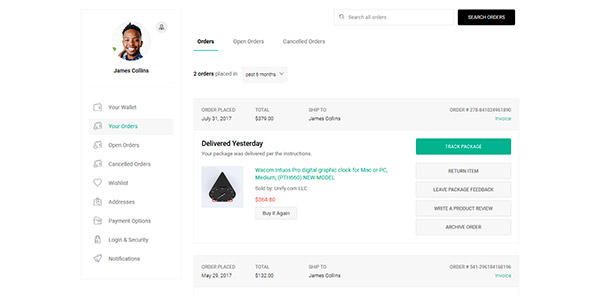 James Collins
Your Wallet
Your Orders
Open Orders
Cancelled Orders
Wishlist
Addresses
Payment Options
Login & Security
Notifications
Search all orders
SEARCH ORDERS
Orders
Open Orders
Cancelled Orders
2 orders placed in
past 6 months
ORDER PLACED
TOTAL
SHIP TO
ORDER # 278-841024961890
July 31, 2017
$379.00
James Collins
Invoice
Delivered Yesterday
Your package was delivered per the instructions.
Wacom Intuos Pro digital graphic clock for Mac or PC,
Medium, (PTH660) NEW MODEL
Sold by: Unify.com LLC
$364.60
Buy It Again
TRACK PACKAGE
RETURN ITEM
LEAVE PACKAGE FEEDBACK
WRITE A PRODUCT REVIEW
ARCHIVE ORDER
ORDER PLACED
TOTAL
SHIP TO
ORDER # 541-296184168196
May 29, 2017
$132.00
James Collins
Invoice